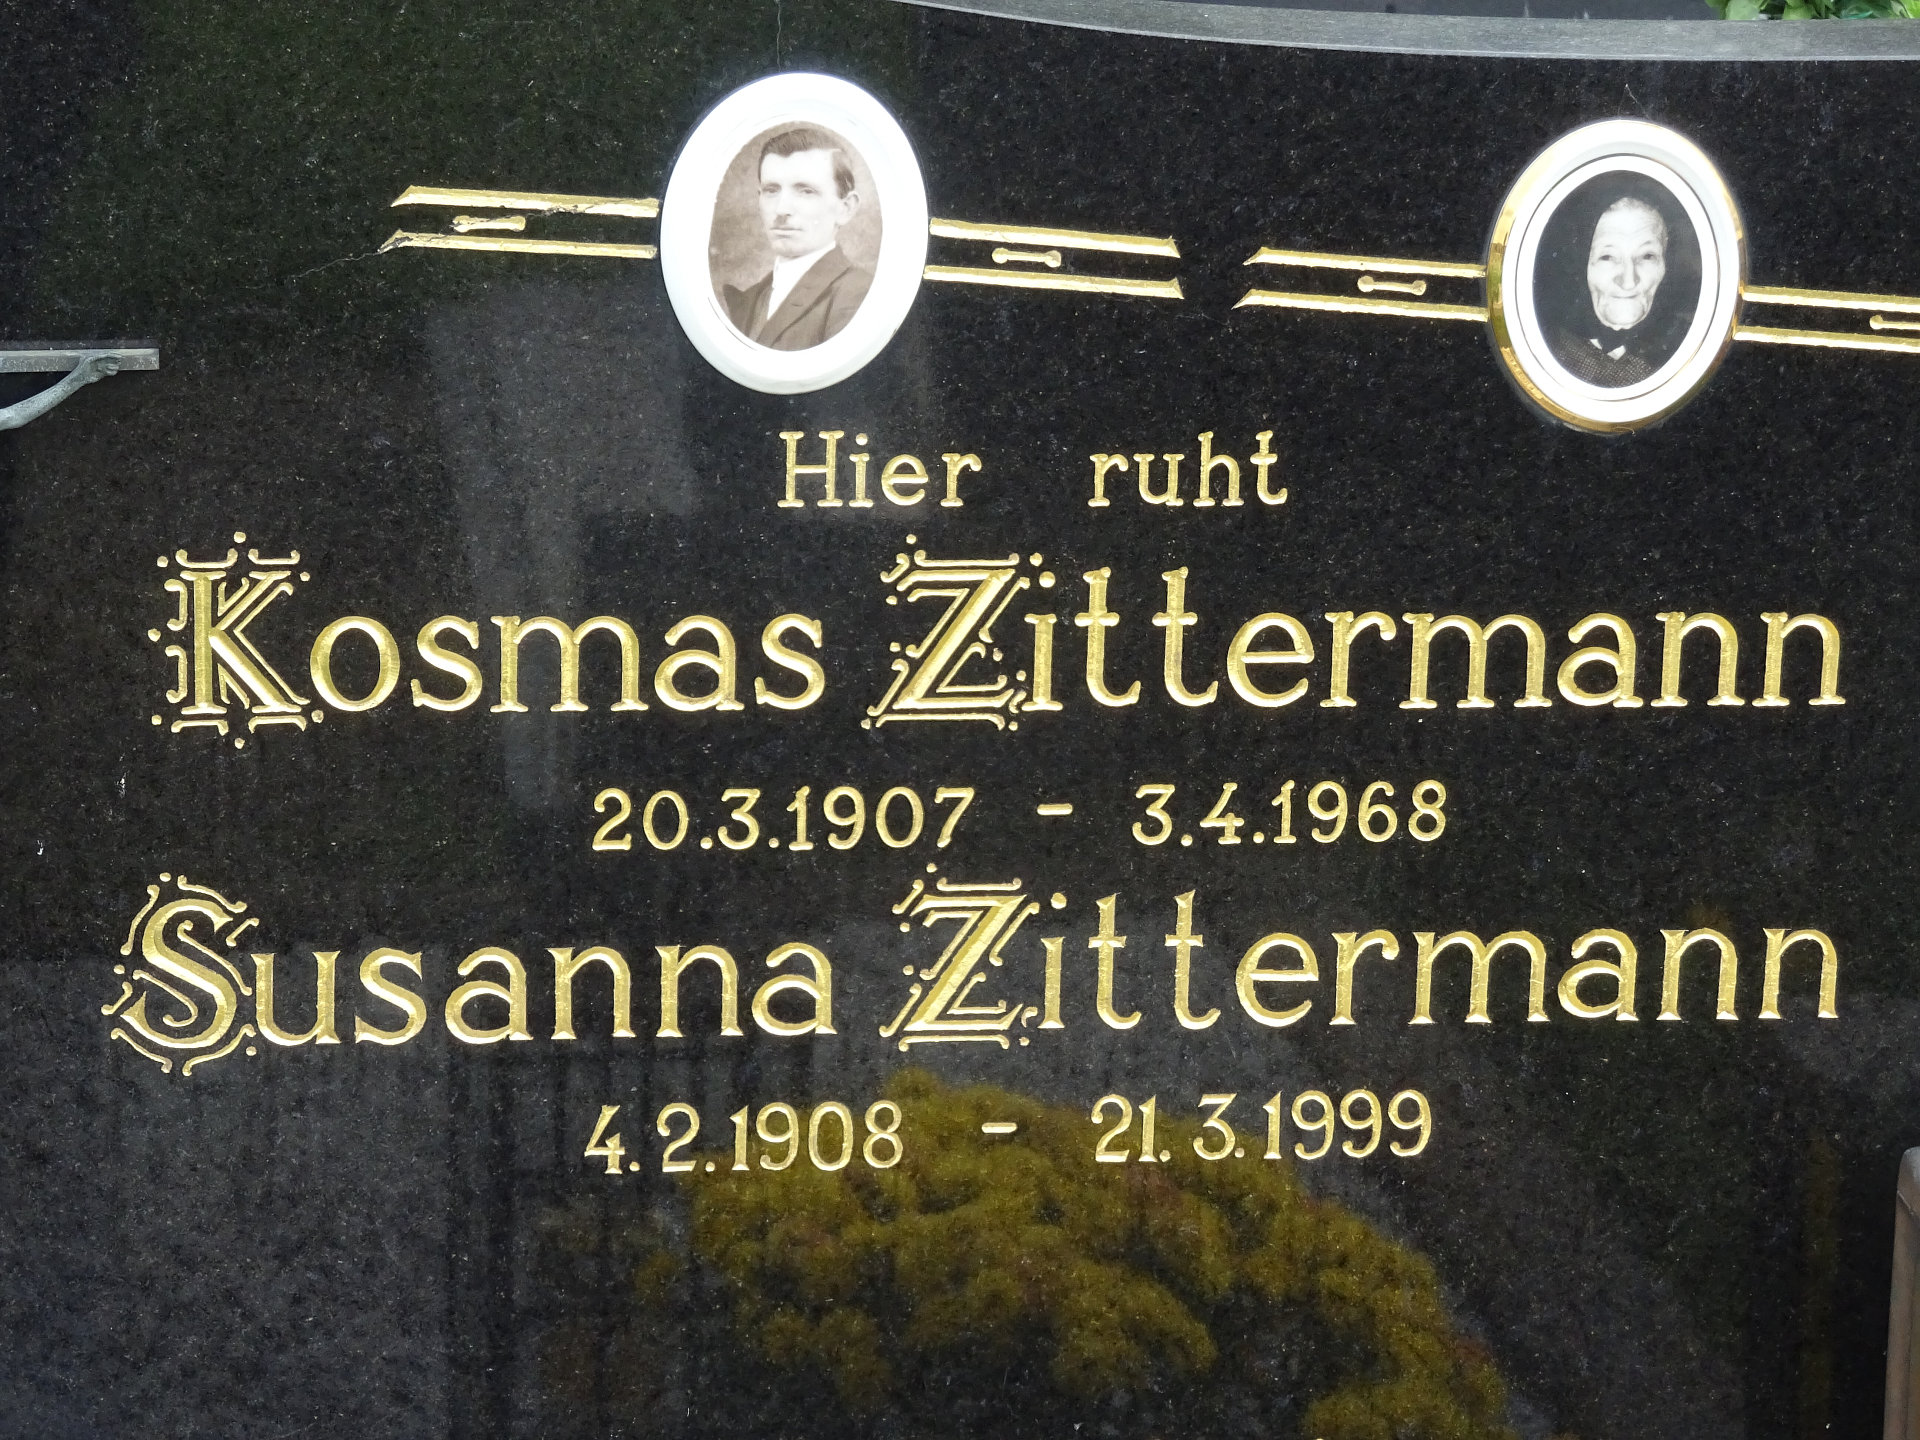 Hier ruht
Kosmas Zittermann
20.3.1907 - 3.4.1968
Susanna Zittermann
4.2.1908 - 21.3.1999